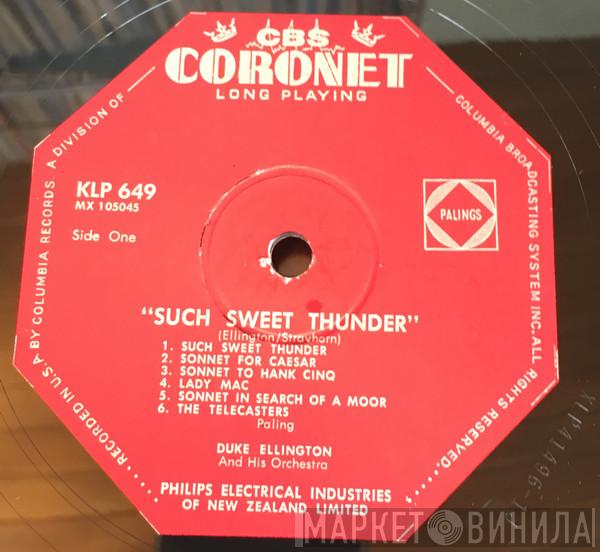 CBS
CORONET
LONG PLAYING
KLP 649
MX 105045
Side One
PALINGS
"SUCH SWEET THUNDER"
(Ellington/Strayhorn)
1. SUCH SWEET THUNDER
2. SONNET FOR CAESAR
3. SONNET TO HANK CINQ
4. LADY MAC
5. SONNET IN SEARCH OF A MOOR
6. THE TELECASTERS
Paling
DUKE ELLINGTON
And His Orchestra
PHILIPS ELECTRICAL INDUSTRIES
OF NEW ZEALAND LIMITED
RECORDED IN U.S.A BY COLUMBIA RECORDS. A DIVISION OF
COLUMBIA BROADCASTING SYSTEM INC. ALL RIGHTS RESERVED
МАРКЕТ ВИНИЛА